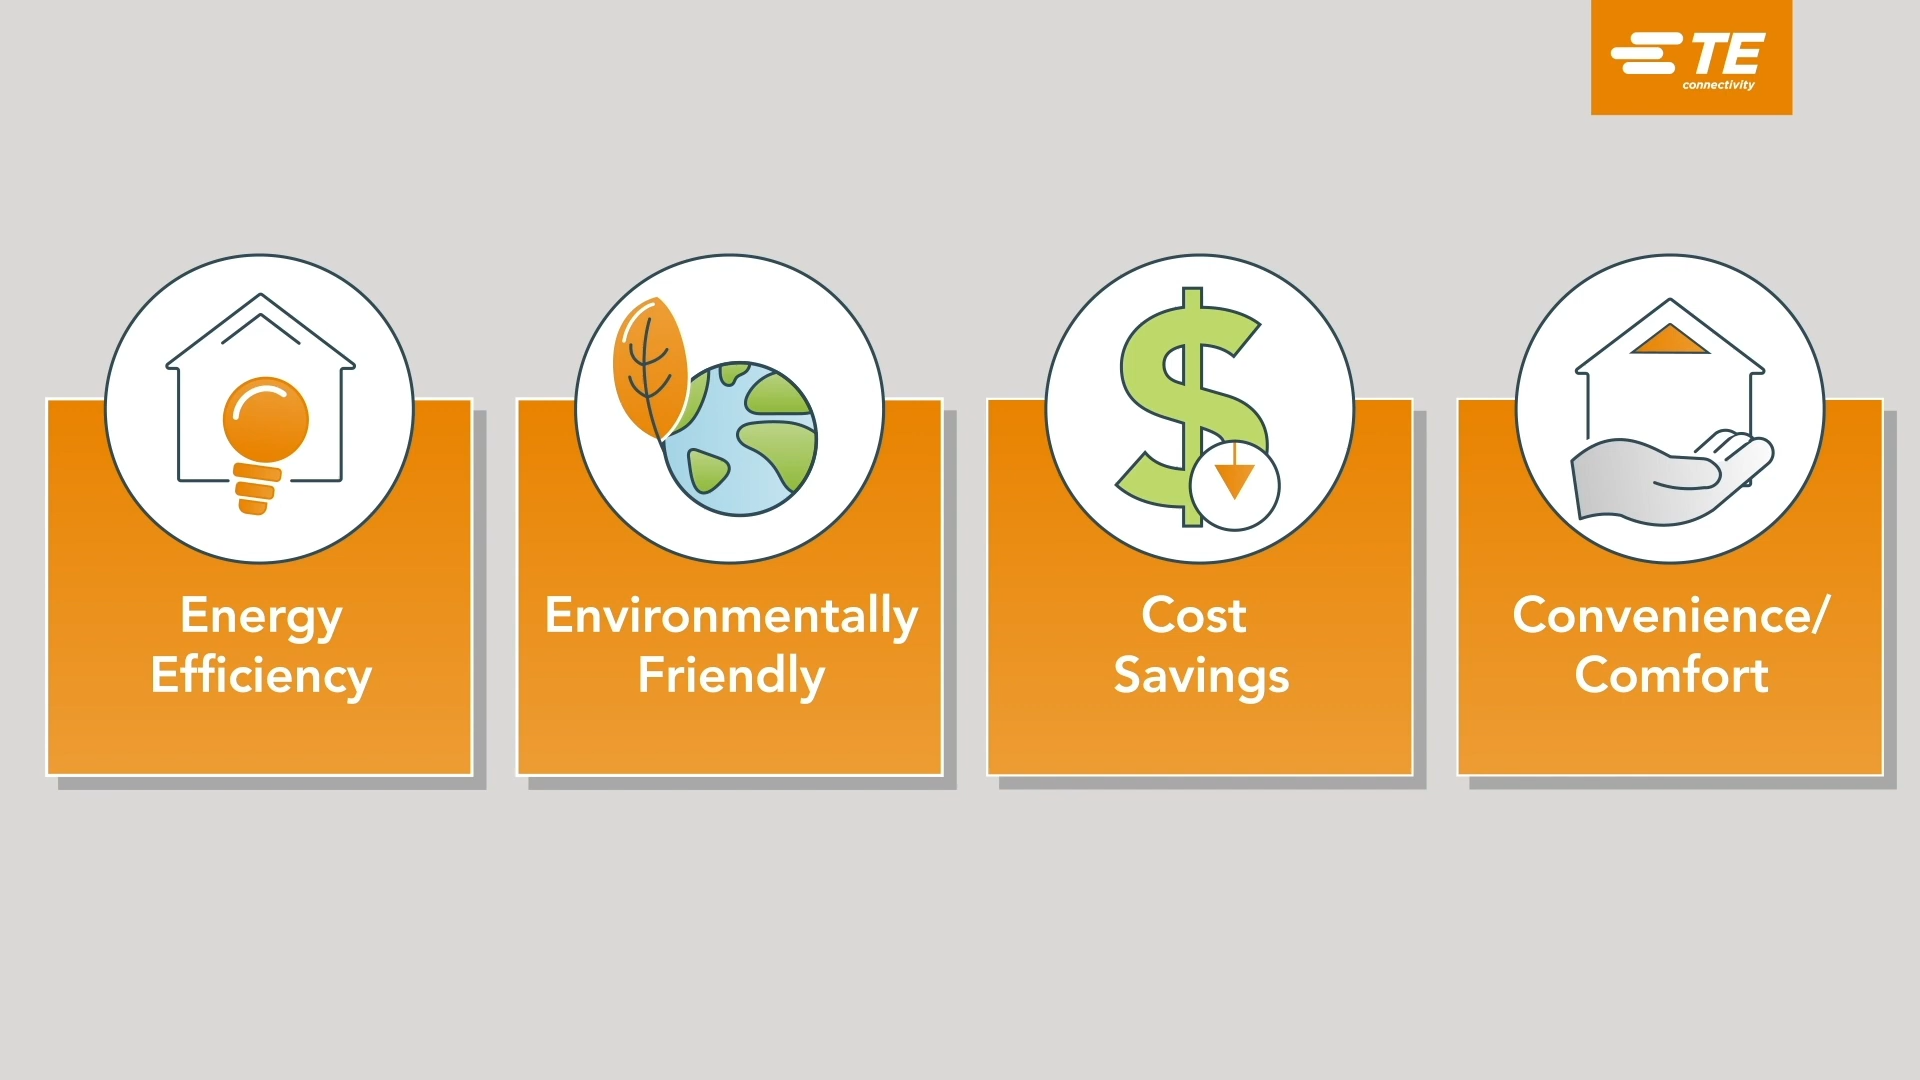 TE
connectivity
Energy
Efficiency
Environmentally
Friendly
Cost
Savings
Convenience/
Comfort